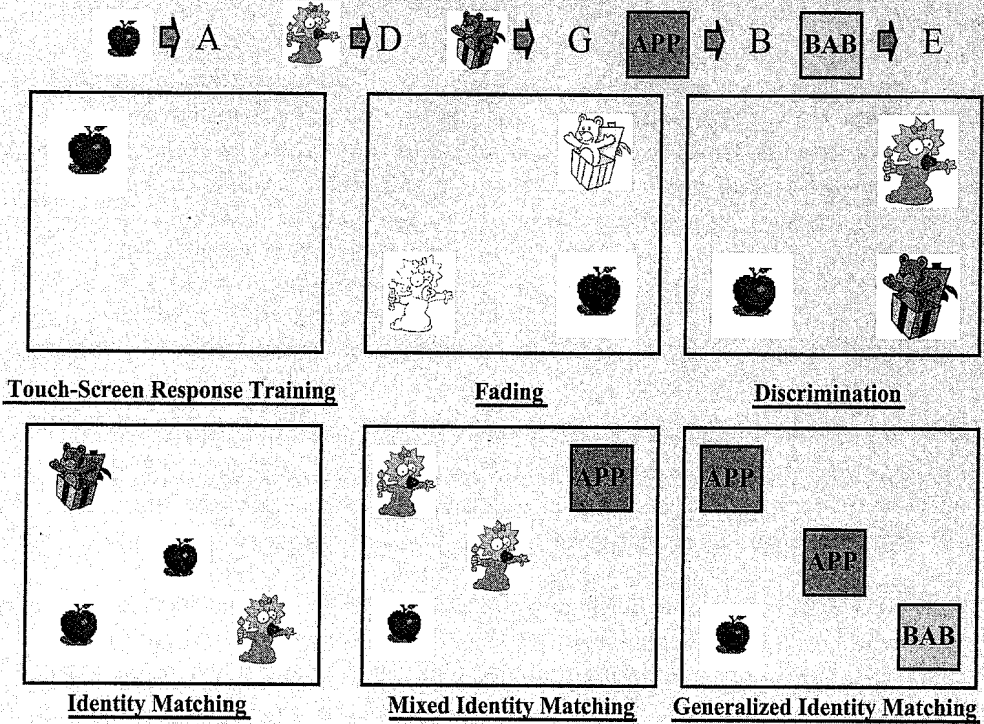 A D G APP B BAB E
Touch-Screen Response Training Fading Discrimination
APP APP
APP
BAB
Identity Matching Mixed Identity Matching Generalized Identity Matching